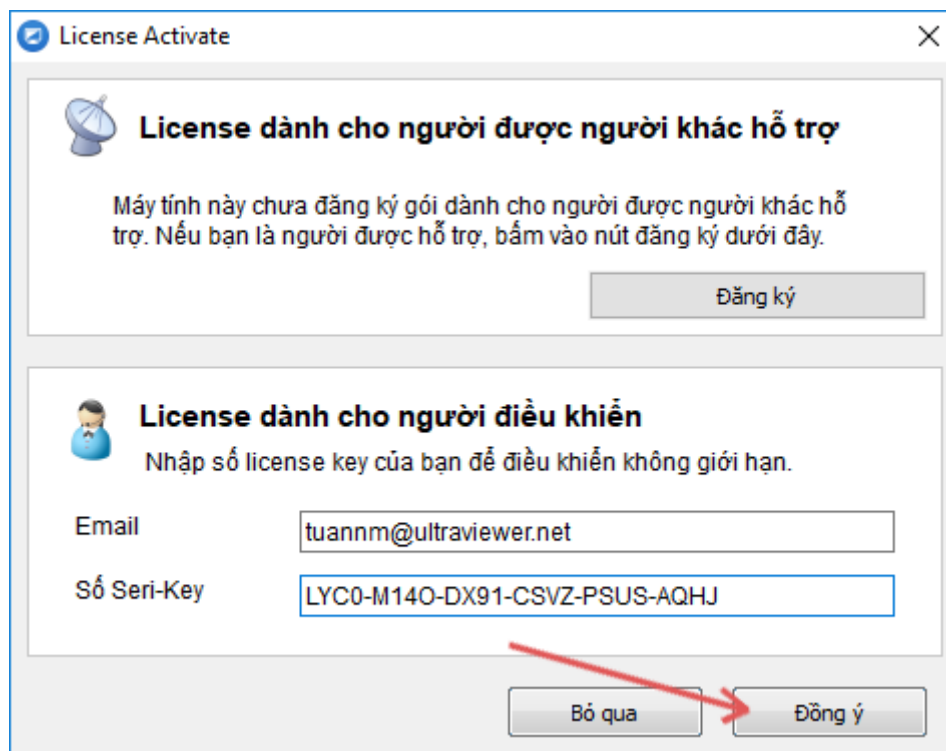 License Activate
License dành cho người được người khác hỗ trợ
Máy tính này chưa đăng ký gói dành cho người được người khác hỗ
trợ. Nếu bạn là người được hỗ trợ, bấm vào nút đăng ký dưới đây.
Đăng ký
License dành cho người điều khiển
Nhập số license key của bạn để điều khiển không giới hạn.
Email
tuannm@ultraviewer.net
Số Seri-Key
LYC0-M14O-DX91-CSVZ-PSUS-AQHJ
Bỏ qua
Đồng ý